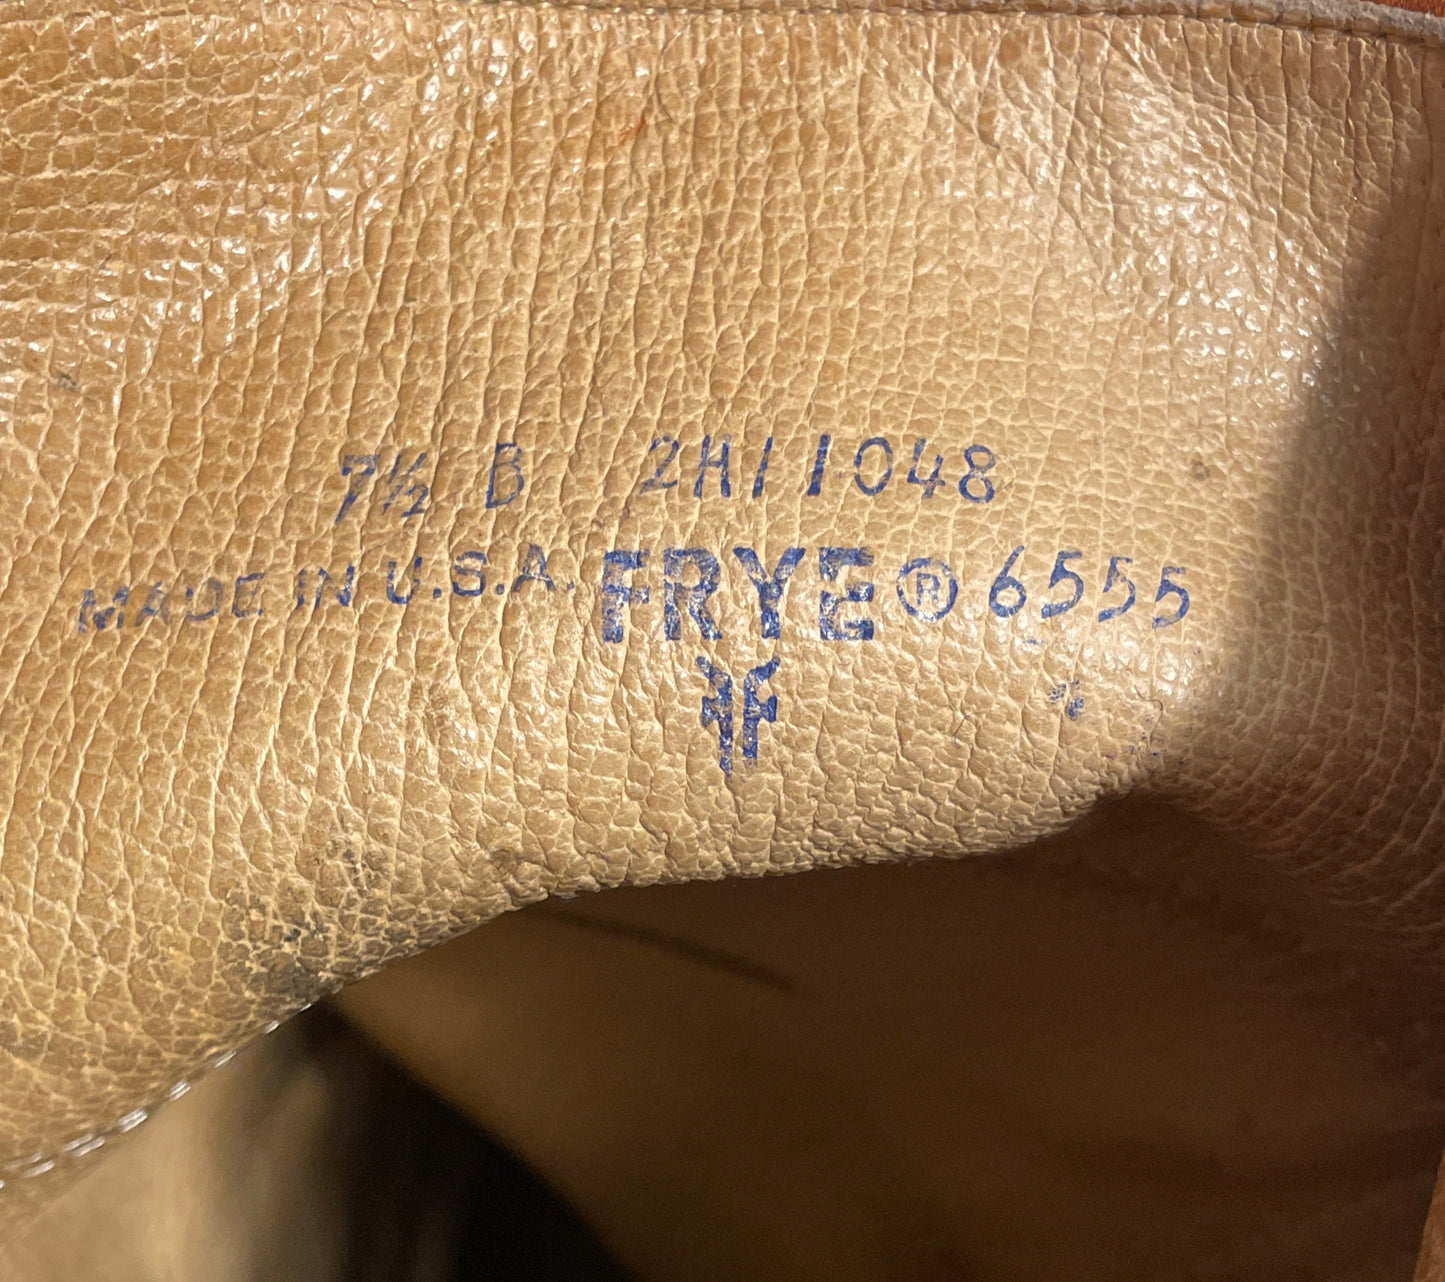 7½ B 2H11048
MADE IN U.S.A. FRYE ® 6555